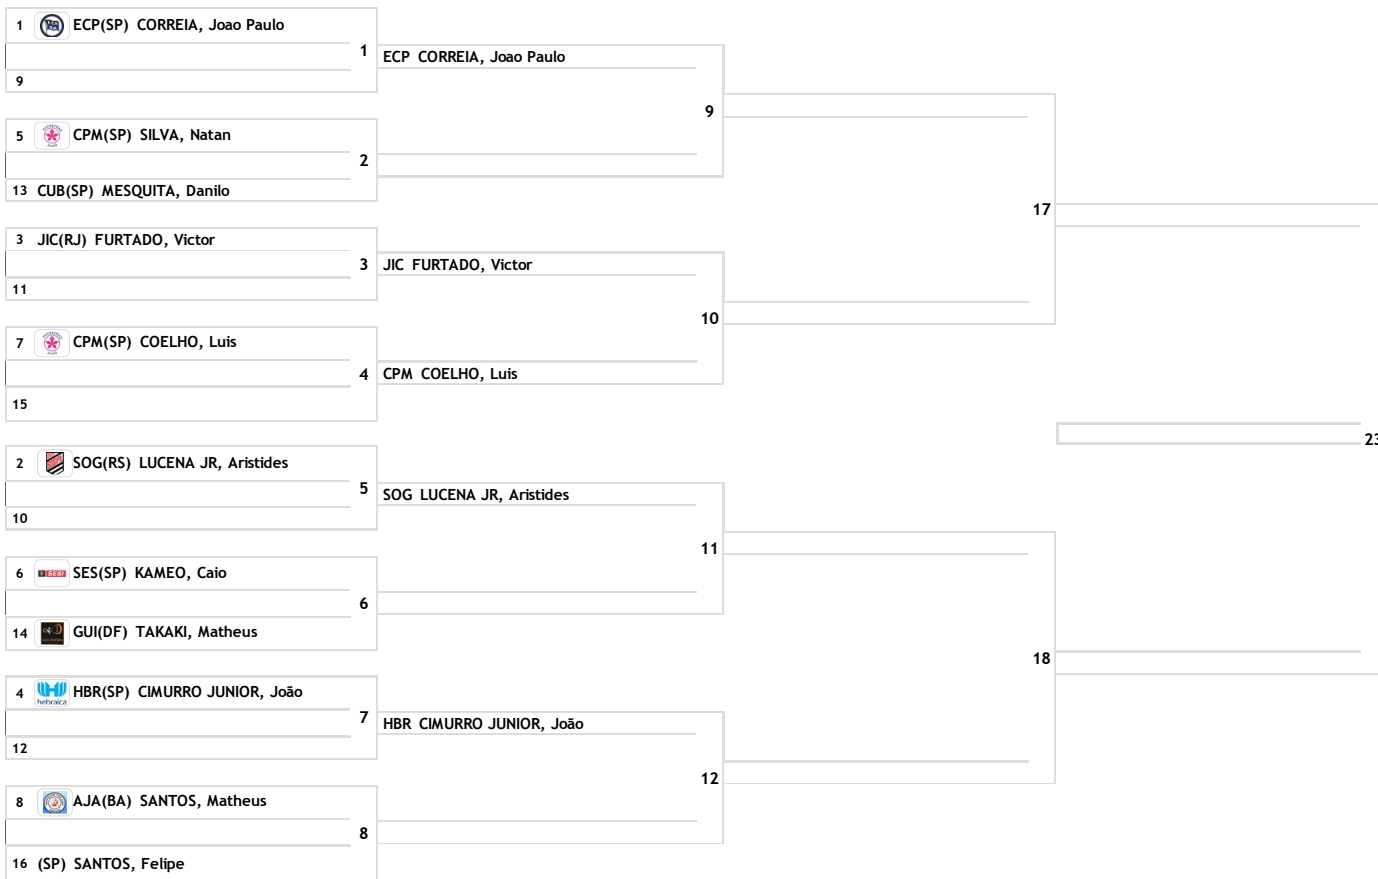 1 ECP(SP) CORREIA, Joao Paulo
1
ECP CORREIA, Joao Paulo
9
9
5 CPM(SP) SILVA, Natan
2
13 CUB(SP) MESQUITA, Danilo
17
3 JIC(RJ) FURTADO, Victor
3
JIC FURTADO, Victor
11
10
7 CPM(SP) COELHO, Luis
4
CPM COELHO, Luis
15
23
2 SOG(RS) LUCENA JR, Aristides
5
SOG LUCENA JR, Aristides
10
11
6 SESI SES(SP) KAMEO, Caio
6
14 GUI(DF) TAKAKI, Matheus
18
4 hebraica HBR(SP) CIMURRO JUNIOR, João
7
HBR CIMURRO JUNIOR, João
12
12
8 AJA(BA) SANTOS, Matheus
8
16 (SP) SANTOS, Felipe